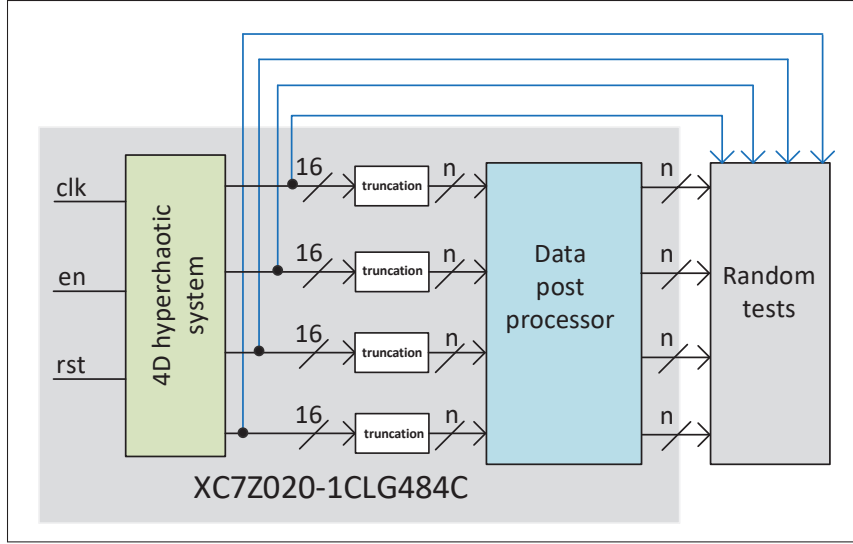 clk
en
rst
4D hyperchaotic
system
16
truncation
n
16
truncation
n
16
truncation
n
16
truncation
n
Data
post
processor
n
n
n
n
Random
tests
XC7Z020-1CLG484C